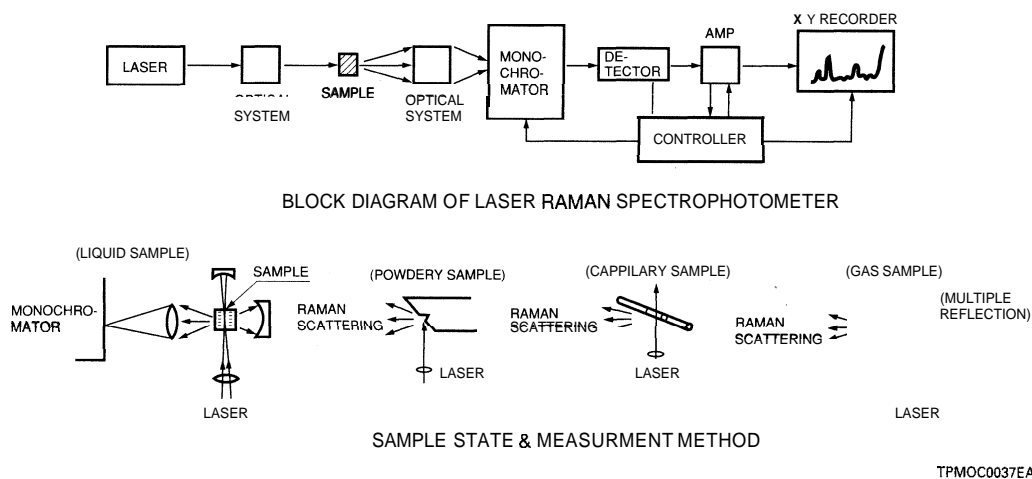 X Y RECORDER
AMP
LASER
MONO-
CHRO-
MATOR
DE-
TECTOR
SAMPLE
OPTICAL
SYSTEM
SYSTEM
CONTROLLER
BLOCK DIAGRAM OF LASER RAMAN SPECTROPHOTOMETER
(LIQUID SAMPLE)
SAMPLE
MONOCHRO-
MATOR
LASER
(POWDERY SAMPLE)
RAMAN
SCATTERING
LASER
(CAPPILARY SAMPLE)
RAMAN
SCATTERING
LASER
(GAS SAMPLE)
(MULTIPLE
REFLECTION)
RAMAN
SCATTERING
LASER
SAMPLE STATE & MEASURMENT METHOD
TPMOC0037EA